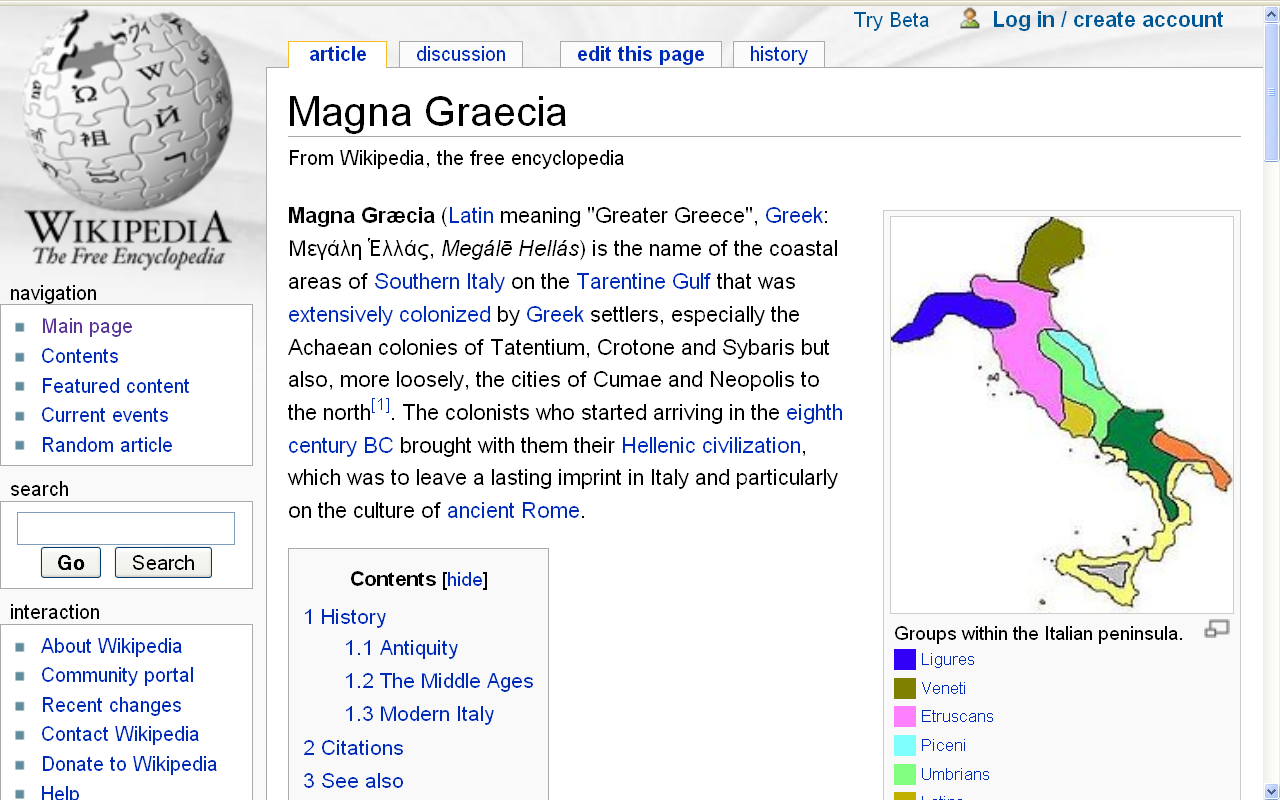 Try Beta
Log in / create account
article
discussion
edit this page
history
WIKIPEDIA
The Free Encyclopedia
Magna Graecia
From Wikipedia, the free encyclopedia
Magna Græcia (Latin meaning "Greater Greece", Greek:
Μεγάλη Ἑλλάς, Megálē Hellás) is the name of the coastal
areas of Southern Italy on the Tarentine Gulf that was
extensively colonized by Greek settlers, especially the
Achaean colonies of Tatentium, Crotone and Sybaris but
also, more loosely, the cities of Cumae and Neopolis to
the north[1]. The colonists who started arriving in the eighth
century BC brought with them their Hellenic civilization,
which was to leave a lasting imprint in Italy and particularly
on the culture of ancient Rome.
navigation
Main page
Contents
Featured content
Current events
Random article
search
Go
Search
interaction
About Wikipedia
Community portal
Recent changes
Contact Wikipedia
Donate to Wikipedia
Help
Contents [hide]
1 History
1.1 Antiquity
1.2 The Middle Ages
1.3 Modern Italy
2 Citations
3 See also
Groups within the Italian peninsula.
Ligures
Veneti
Etruscans
Piceni
Umbrians